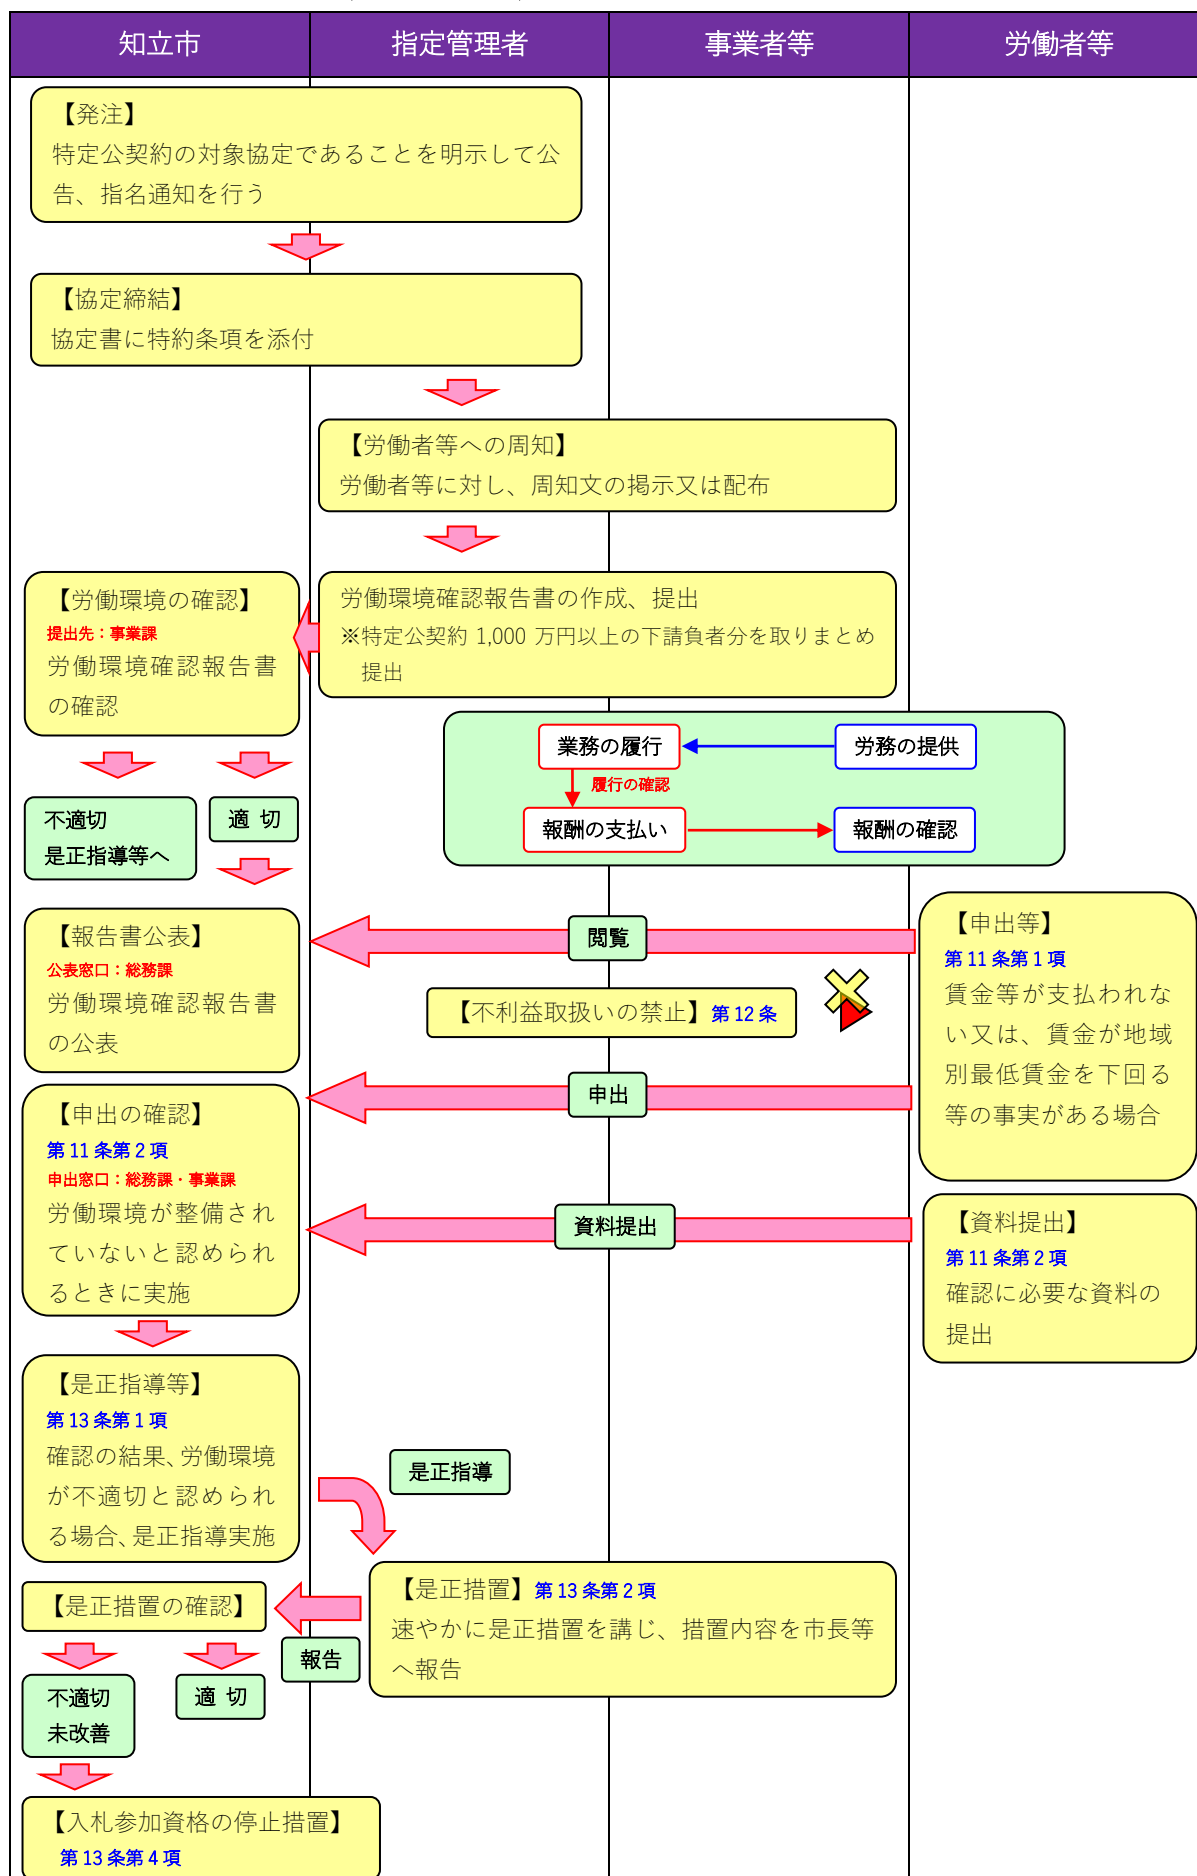 知立市
指定管理者
事業者等
労働者等
【発注】
特定公契約の対象協定であることを明示して公
告、指名通知を行う
【協定締結】
協定書に特約条項を添付
【労働者等への周知】
労働者等に対し、周知文の掲示又は配布
【労働環境の確認】
提出先：事業課
労働環境確認報告書
の確認
労働環境確認報告書の作成、提出
※特定公契約 1,000 万円以上の下請負者分を取りまとめ
提出
業務の履行
労務の提供
履行の確認
報酬の支払い
報酬の確認
不適切
是正指導等へ
適 切
【報告書公表】
公表窓口：総務課
労働環境確認報告書
の公表
閲覧
【不利益取扱いの禁止】第 12 条
【申出等】
第 11 条第 1 項
賃金等が支払われな
い又は、賃金が地域
別最低賃金を下回る
等の事実がある場合
申出
【申出の確認】
第 11 条第 2 項
申出窓口：総務課・事業課
労働環境が整備され
ていないと認められ
るときに実施
資料提出
【資料提出】
第 11 条第 2 項
確認に必要な資料の
提出
【是正指導等】
第 13 条第 1 項
確認の結果、労働環境
が不適切と認められ
る場合、是正指導実施
是正指導
【是正措置】第 13 条第 2 項
速やかに是正措置を講じ、措置内容を市長等
へ報告
【是正措置の確認】
報告
不適切
未改善
適 切
【入札参加資格の停止措置】
第 13 条第 4 項